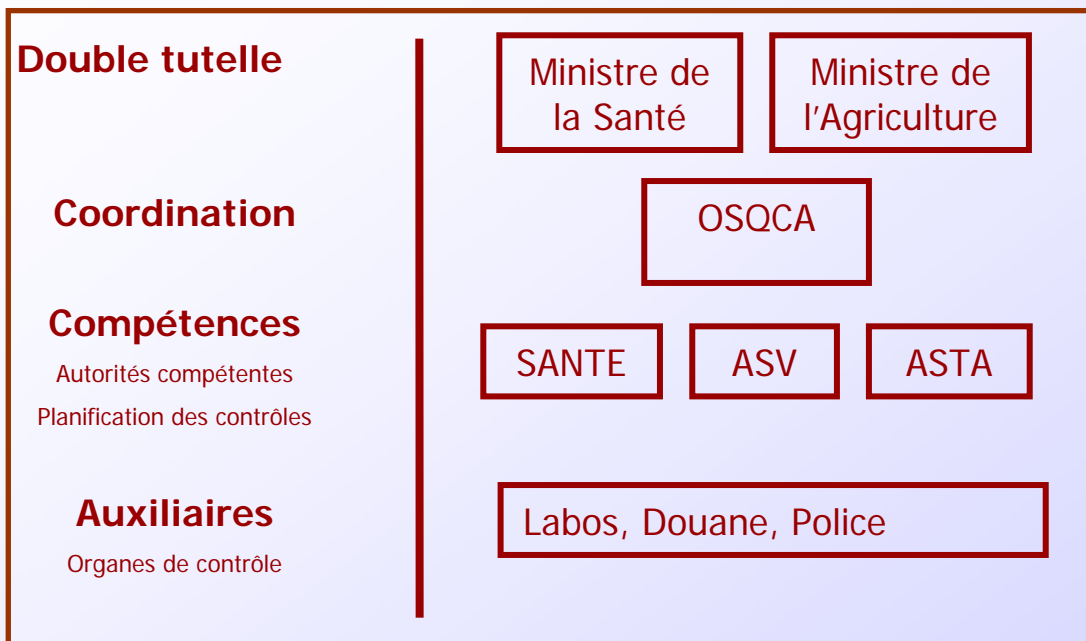 Double tutelle
Ministre de
la Santé
Ministre de
l'Agriculture
Coordination
OSQCA
Compétences
Autorités compétentes
Planification des contrôles
SANTE
ASV
ASTA
Auxiliaires
Organes de contrôle
Labos, Douane, Police